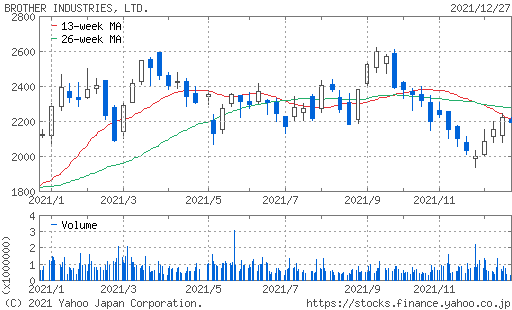 BROTHER INDUSTRIES, LTD. 2021/12/27
2800
13-week MA
26-week MA
2600
2400
2200
2000
1800
2021/1 2021/3 2021/5 2021/7 2021/9 2021/11
4
Volume
3
2
1
0
(x1000000)
2021/1 2021/3 2021/5 2021/7 2021/9 2021/11
(C) 2021 Yahoo Japan Corporation. https://stocks.finance.yahoo.co.jp